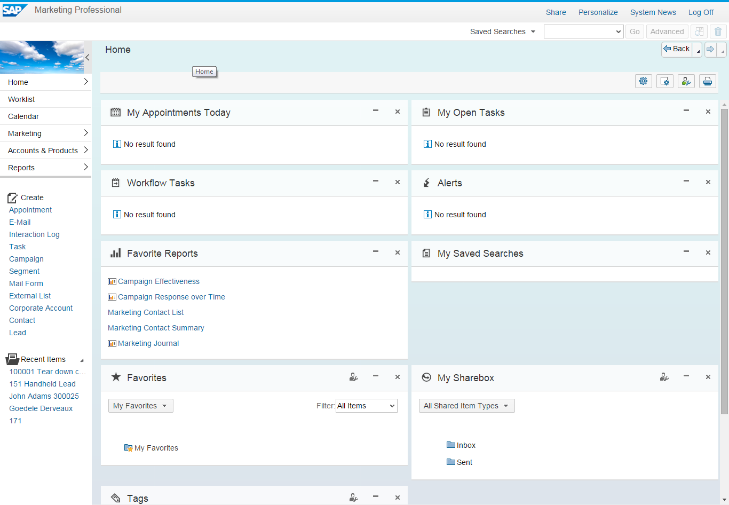 SAP
Marketing Professional
Share
Personalize
System News
Log Off
Saved Searches
Go
Advanced
Home
Back
Home
Home
Worklist
Calendar
Marketing
Accounts & Products
Reports
Create
Appointment
E-Mail
Interaction Log
Task
Campaign
Segment
Mail Form
External List
Corporate Account
Contact
Lead
Recent Items
100001 Tear down c...
151 Handheld Lead
John Adams 300025
Goedele Derveaux
171
My Appointments Today
No result found
My Open Tasks
No result found
Workflow Tasks
No result found
Alerts
No result found
Favorite Reports
Campaign Effectiveness
Campaign Response over Time
Marketing Contact List
Marketing Contact Summary
Marketing Journal
My Saved Searches
Favorites
My Favorites
Filter: All Items
My Favorites
My Sharebox
All Shared Item Types
Inbox
Sent
Tags